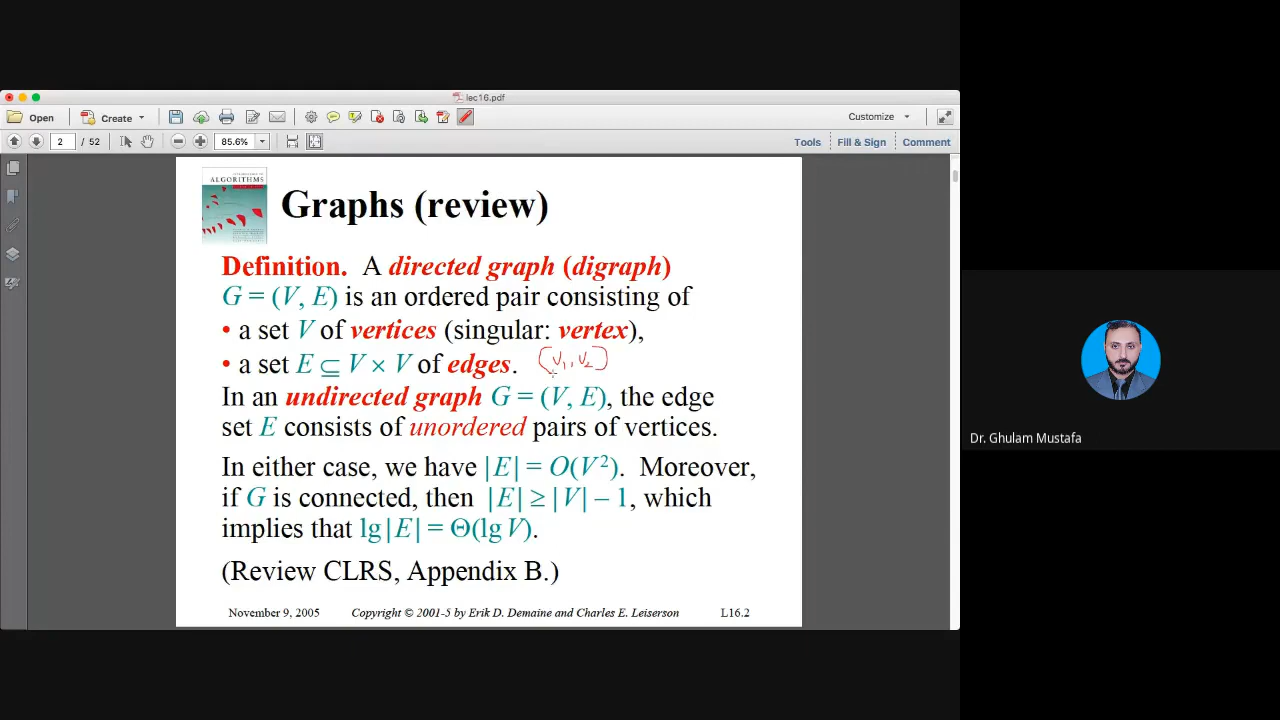 lec16.pdf
Open Create Customize
2 / 52 85.6% Tools Fill & Sign Comment
ALGORITHMS
Graphs (review)
Definition. A directed graph (digraph)
G = (V, E) is an ordered pair consisting of
• a set V of vertices (singular: vertex),
• a set E ⊆ V × V of edges. (V₁, V₂)
In an undirected graph G = (V, E), the edge
set E consists of unordered pairs of vertices.
In either case, we have |E| = O(V²). Moreover,
if G is connected, then |E| ≥ |V| – 1, which
implies that lg |E| = Θ(lg V).
(Review CLRS, Appendix B.)
November 9, 2005 Copyright © 2001-5 by Erik D. Demaine and Charles E. Leiserson L16.2
Dr. Ghulam Mustafa